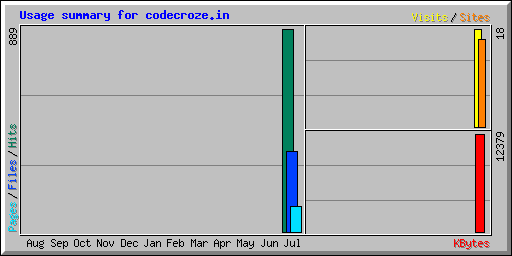 Usage summary for codecroze.in
Visits / Sites
889
18
Pages / Files / Hits
12379
Aug Sep Oct Nov Dec Jan Feb Mar Apr May Jun Jul
KBytes